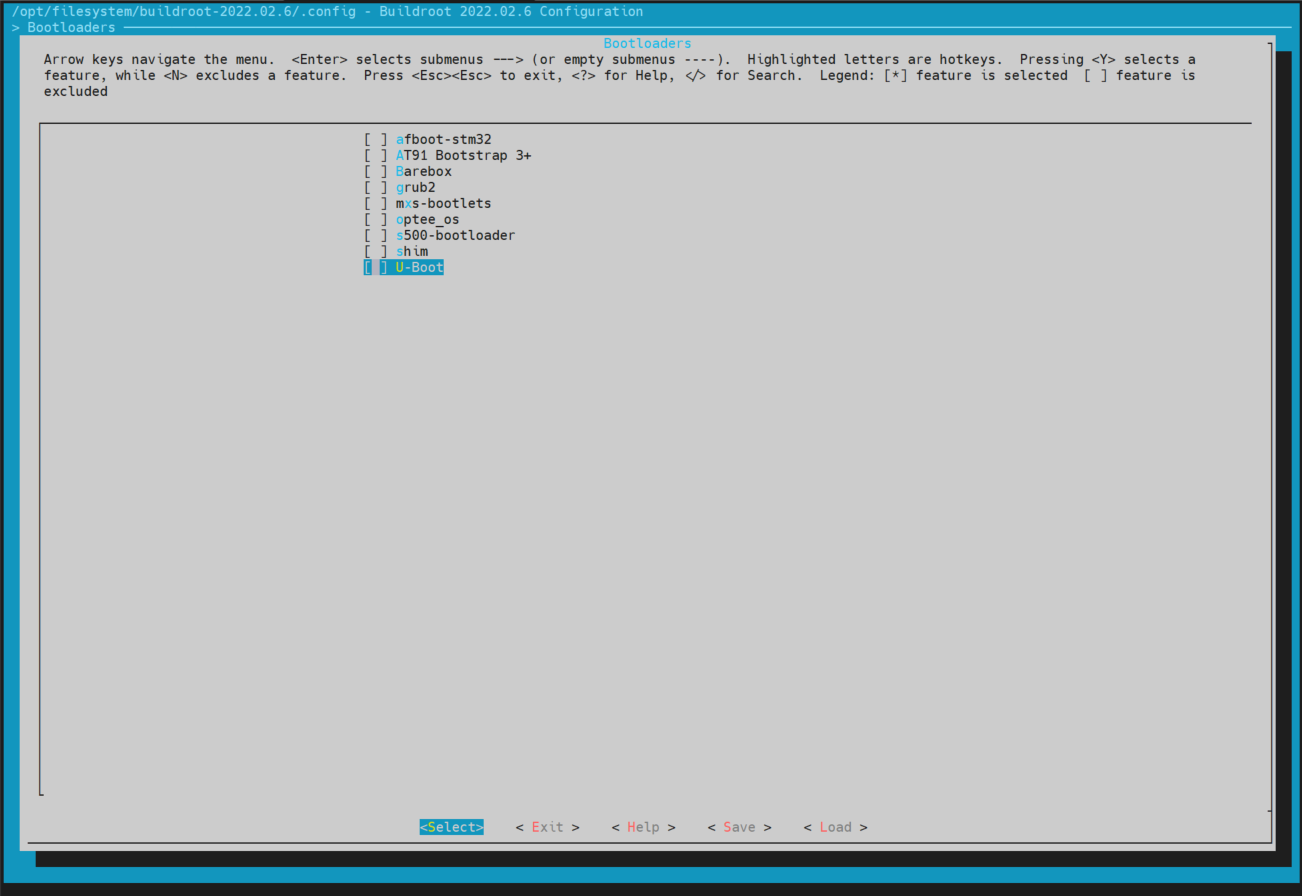 /opt/filesystem/buildroot-2022.02.6/.config - Buildroot 2022.02.6 Configuration
> Bootloaders
Bootloaders
Arrow keys navigate the menu.  <Enter> selects submenus ---> (or empty submenus ----).  Highlighted letters are hotkeys.  Pressing <Y> selects a
feature, while <N> excludes a feature.  Press <Esc><Esc> to exit, <?> for Help, </> for Search.  Legend: [*] feature is selected  [ ] feature is
excluded
[ ] afboot-stm32
[ ] AT91 Bootstrap 3+
[ ] Barebox
[ ] grub2
[ ] mxs-bootlets
[ ] optee_os
[ ] s500-bootloader
[ ] shim
[ ] U-Boot
<Select>    < Exit >    < Help >    < Save >    < Load >